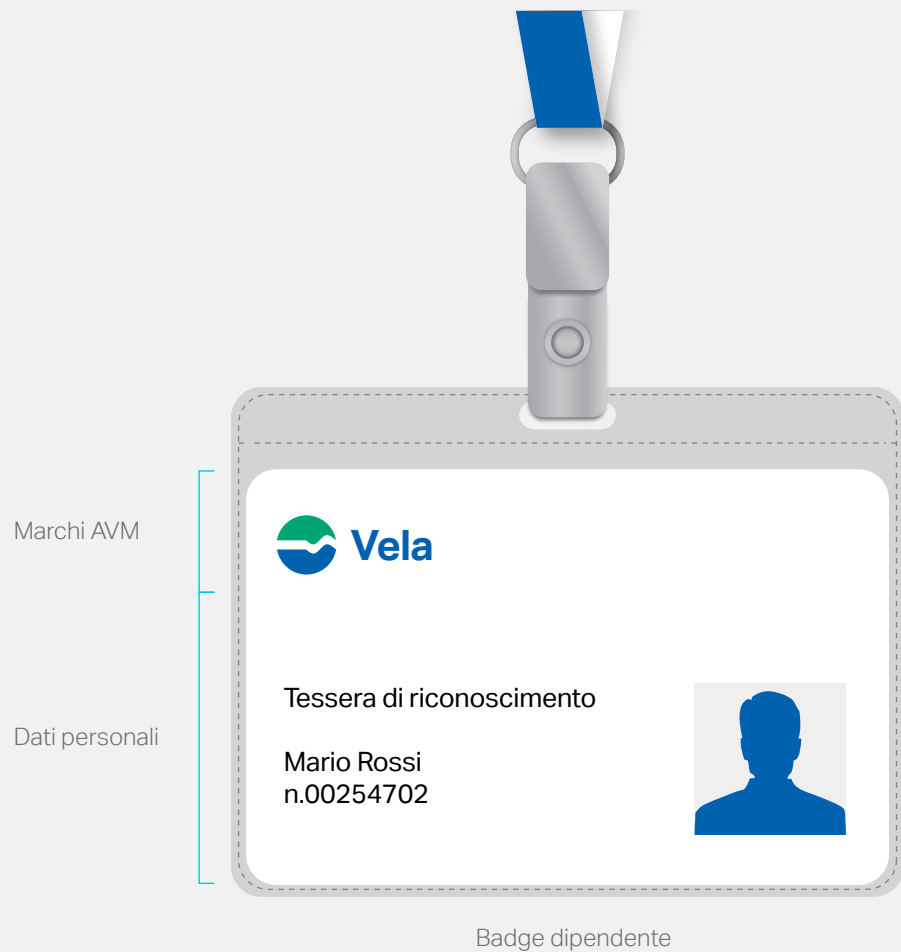 Marchi AVM
Vela
Dati personali
Tessera di riconoscimento
Mario Rossi
n.00254702
Badge dipendente